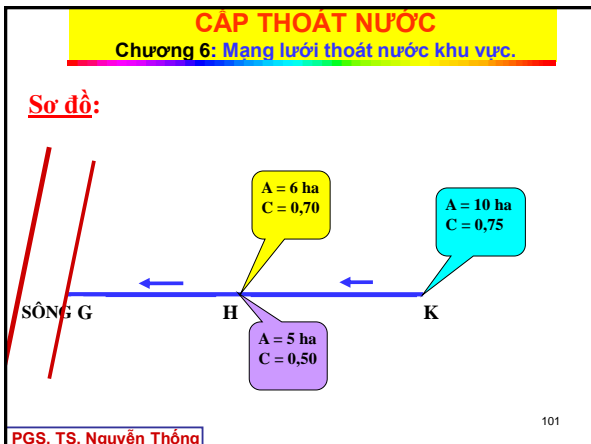 CẤP THOÁT NƯỚC
Chương 6: Mạng lưới thoát nước khu vực.
Sơ đồ:
A = 6 ha
C = 0,70
A = 10 ha
C = 0,75
SÔNG G
H
K
A = 5 ha
C = 0,50
101
PGS. TS. Nguyễn Thống